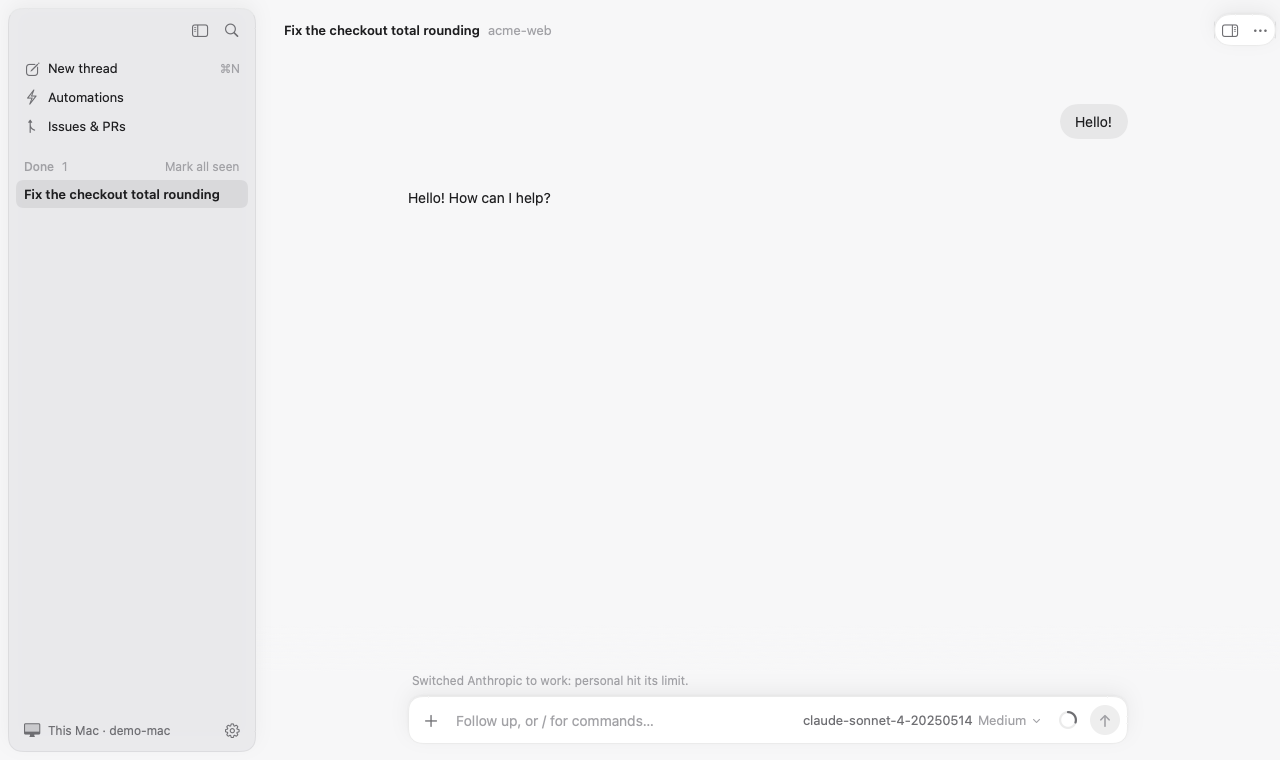 New thread
⌘N
Automations
Issues & PRs
Done 1
Mark all seen
Fix the checkout total rounding
This Mac · demo-mac
Fix the checkout total rounding acme-web
Hello!
Hello! How can I help?
Switched Anthropic to work: personal hit its limit.
Follow up, or / for commands…
claude-sonnet-4-20250514 Medium